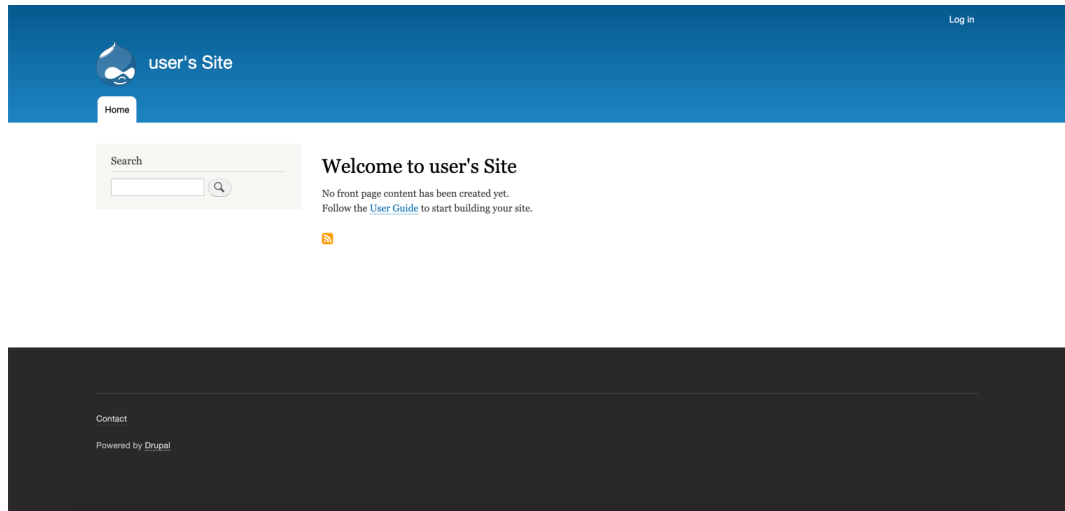 Log in
user's Site
Home
Search
Welcome to user's Site
No front page content has been created yet.
Follow the User Guide to start building your site.
Contact
Powered by Drupal